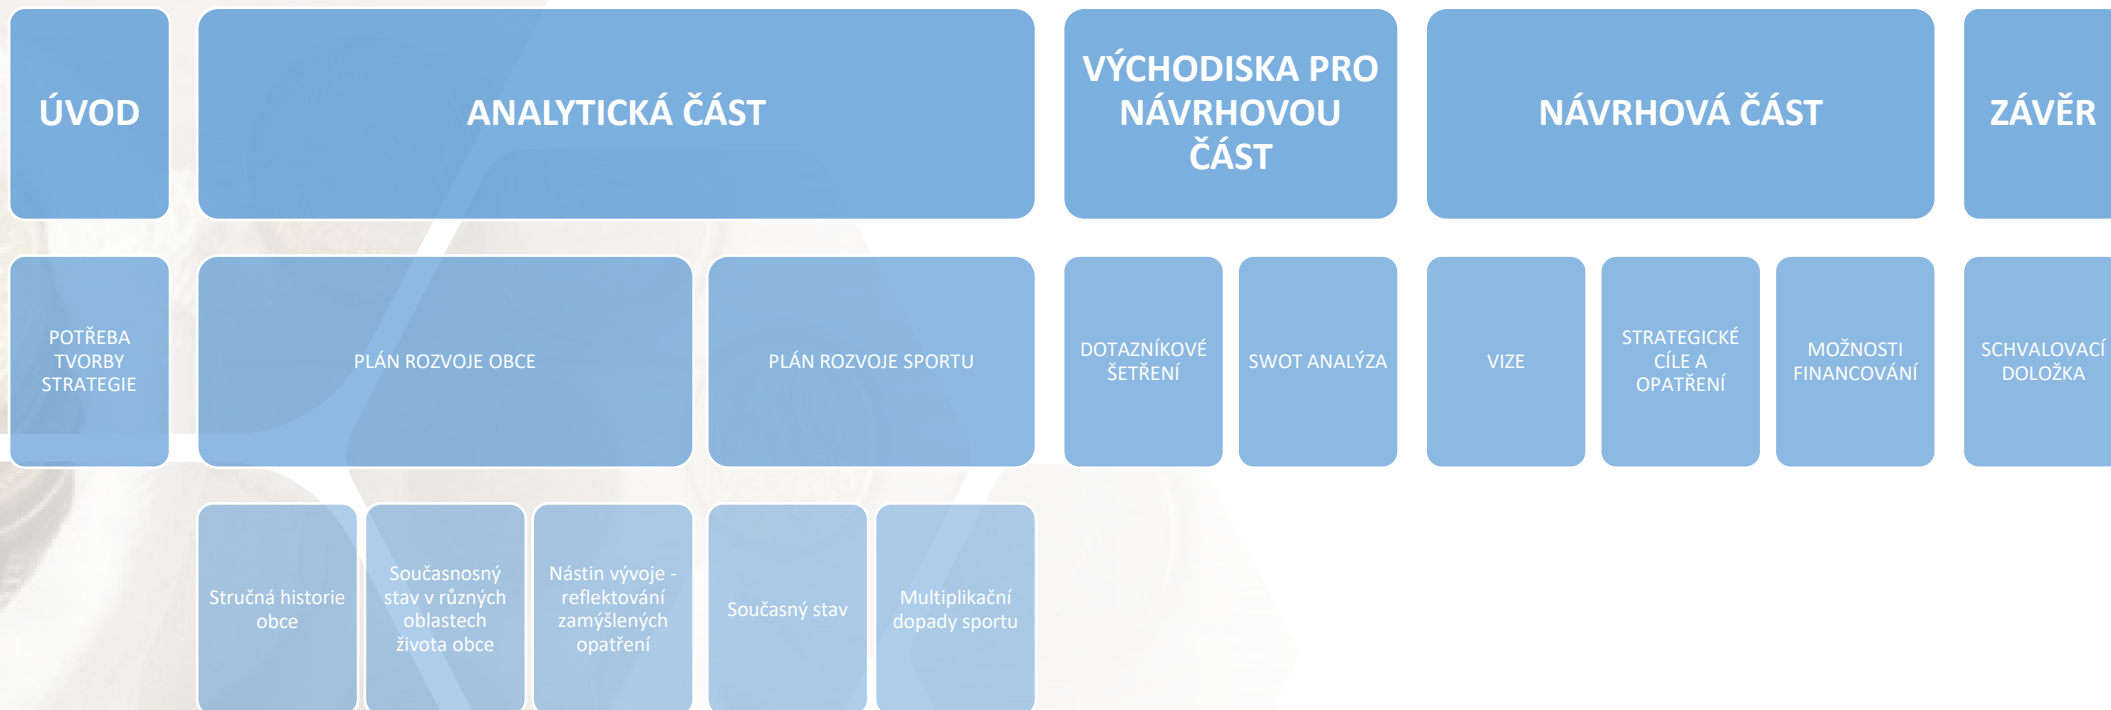 ÚVOD
ANALYTICKÁ ČÁST
VÝCHODISKA PRO
NÁVRHOVOU
ČÁST
NÁVRHOVÁ ČÁST
ZÁVĚR
POTŘEBA
TVORBY
STRATEGIE
PLÁN ROZVOJE OBCE
PLÁN ROZVOJE SPORTU
DOTAZNÍKOVÉ
ŠETŘENÍ
SWOT ANALÝZA
VIZE
STRATEGICKÉ
CÍLE A
OPATŘENÍ
MOŽNOSTI
FINANCOVÁNÍ
SCHVALOVACÍ
DOLOŽKA
Stručná historie
obce
Současnosný
stav v různých
oblastech
života obce
Nástin vývoje -
reflektování
zamýšlených
opatření
Současný stav
Multiplikační
dopady sportu